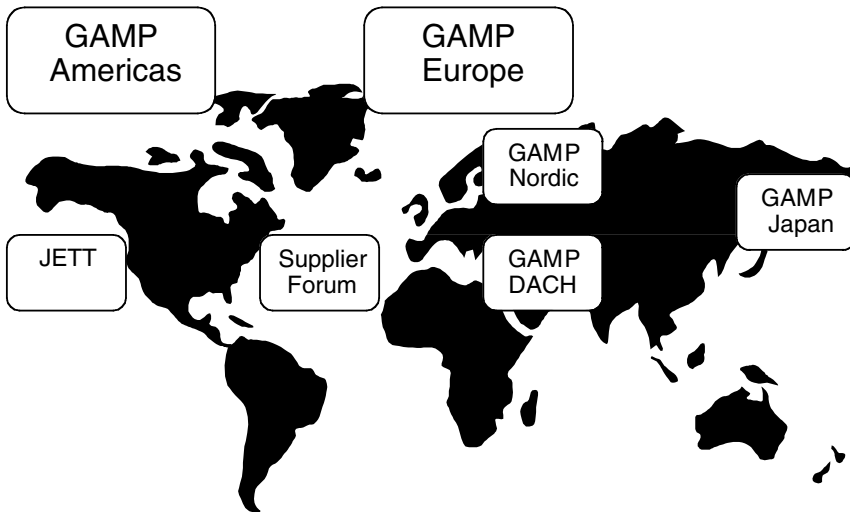 GAMP
Americas
GAMP
Europe
GAMP
Nordic
GAMP
Japan
JETT
Supplier
Forum
GAMP
DACH